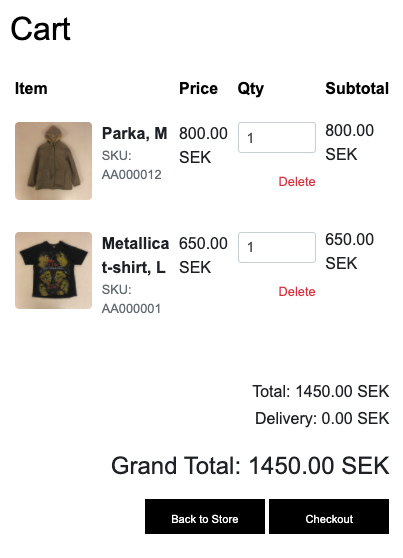 Cart
Item Price Qty Subtotal
Parka, M 800.00 1 800.00
SKU: SEK SEK
AA000012
Delete
Metallica 650.00 1 650.00
t-shirt, L SEK SEK
SKU:
AA000001 Delete
Total: 1450.00 SEK
Delivery: 0.00 SEK
Grand Total: 1450.00 SEK
Back to Store Checkout